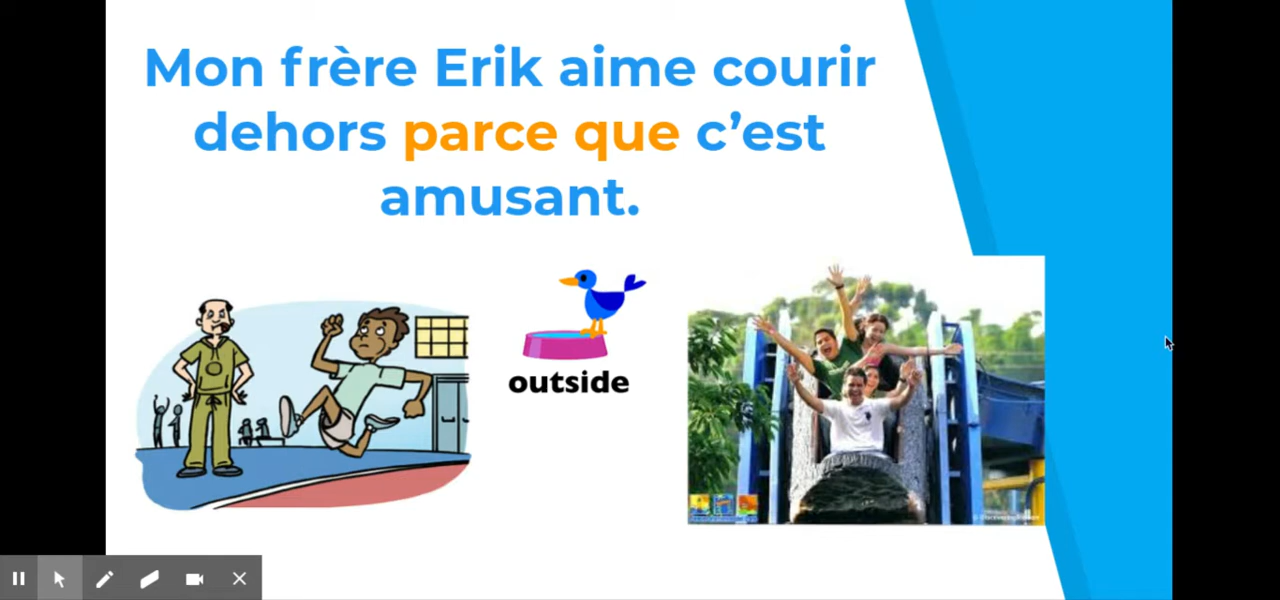 Mon frère Erik aime courir
dehors parce que c’est
amusant.
outside